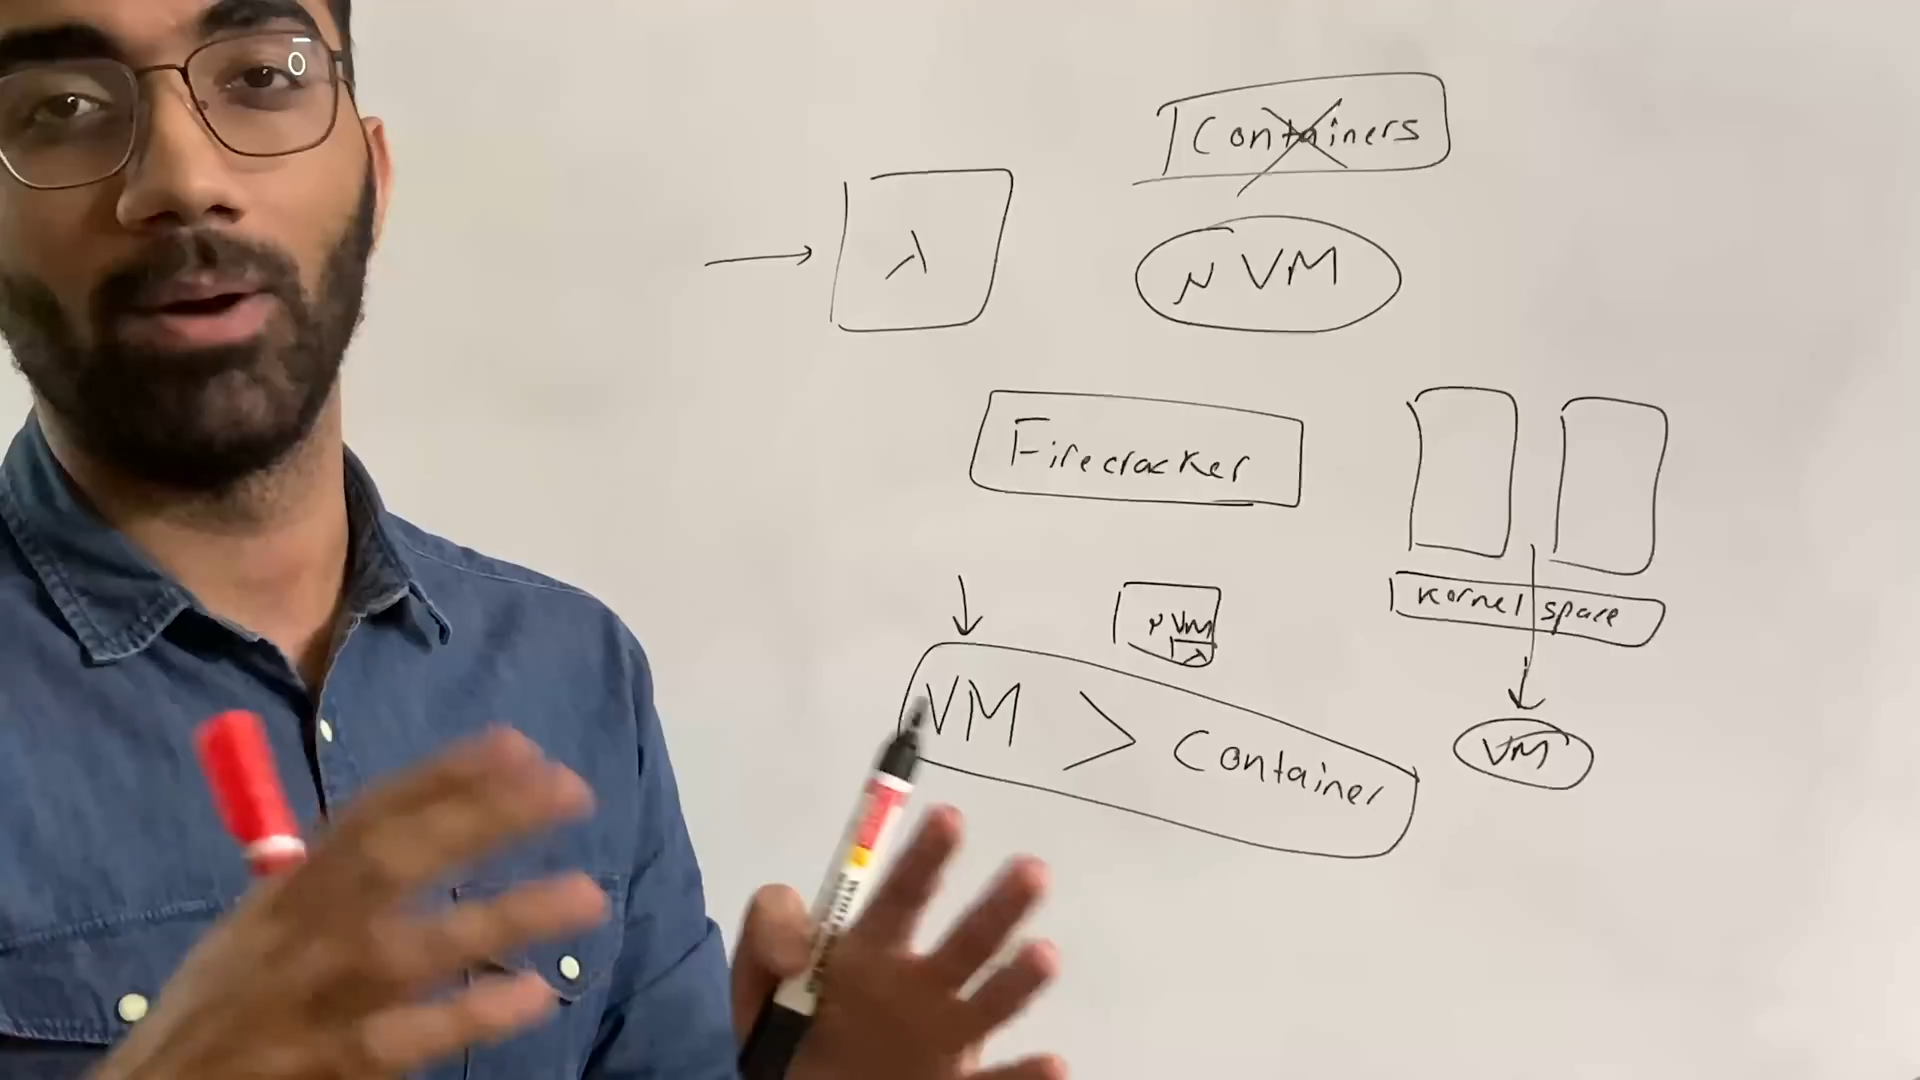 Containers
λ
μVM
Firecracker
kernel space
μVM
λ
VM > Container
VM